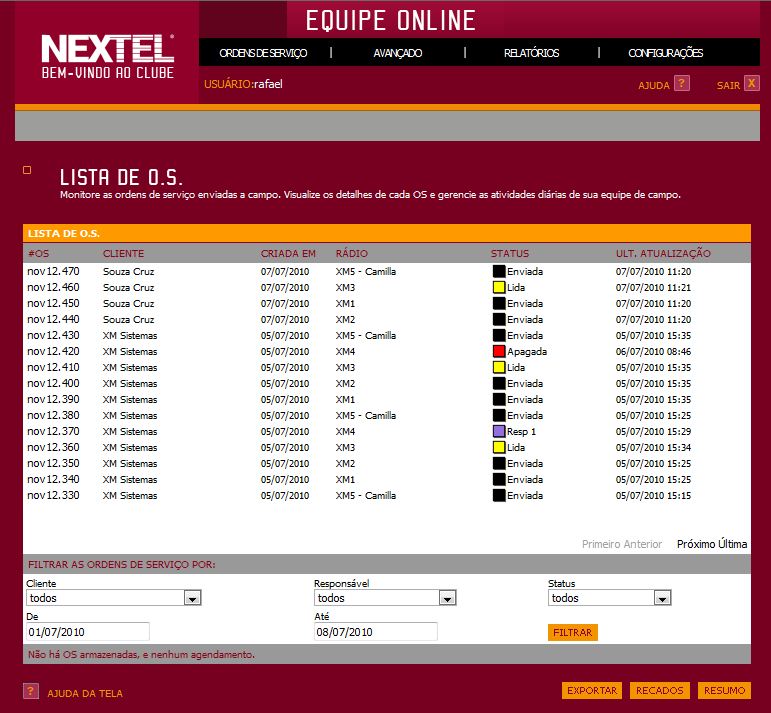 EQUIPE ONLINE
NEXTEL®
BEM-VINDO AO CLUBE
ORDENS DE SERVIÇO | AVANÇADO | RELATÓRIOS | CONFIGURAÇÕES
USUÁRIO:rafael AJUDA ? SAIR X
LISTA DE O.S.
Monitore as ordens de serviço enviadas a campo. Visualize os detalhes de cada OS e gerencie as atividades diárias de sua equipe de campo.
LISTA DE O.S.
#OS CLIENTE CRIADA EM RÁDIO STATUS ULT. ATUALIZAÇÃO
nov12.470 Souza Cruz 07/07/2010 XM5 - Camilla Enviada 07/07/2010 11:20
nov12.460 Souza Cruz 07/07/2010 XM3 Lida 07/07/2010 11:21
nov12.450 Souza Cruz 07/07/2010 XM1 Enviada 07/07/2010 11:20
nov12.440 Souza Cruz 07/07/2010 XM2 Enviada 07/07/2010 11:20
nov12.430 XM Sistemas 05/07/2010 XM5 - Camilla Enviada 05/07/2010 15:35
nov12.420 XM Sistemas 05/07/2010 XM4 Apagada 06/07/2010 08:46
nov12.410 XM Sistemas 05/07/2010 XM3 Lida 05/07/2010 15:35
nov12.400 XM Sistemas 05/07/2010 XM2 Enviada 05/07/2010 15:35
nov12.390 XM Sistemas 05/07/2010 XM1 Enviada 05/07/2010 15:35
nov12.380 XM Sistemas 05/07/2010 XM5 - Camilla Enviada 05/07/2010 15:25
nov12.370 XM Sistemas 05/07/2010 XM4 Resp 1 05/07/2010 15:29
nov12.360 XM Sistemas 05/07/2010 XM3 Lida 05/07/2010 15:34
nov12.350 XM Sistemas 05/07/2010 XM2 Enviada 05/07/2010 15:25
nov12.340 XM Sistemas 05/07/2010 XM1 Enviada 05/07/2010 15:25
nov12.330 XM Sistemas 05/07/2010 XM5 - Camilla Enviada 05/07/2010 15:15
Primeiro Anterior Próximo Última
FILTRAR AS ORDENS DE SERVIÇO POR:
Cliente Responsável Status
todos todos todos
De Até
01/07/2010 08/07/2010 FILTRAR
Não há OS armazenadas, e nenhum agendamento.
? AJUDA DA TELA EXPORTAR RECADOS RESUMO